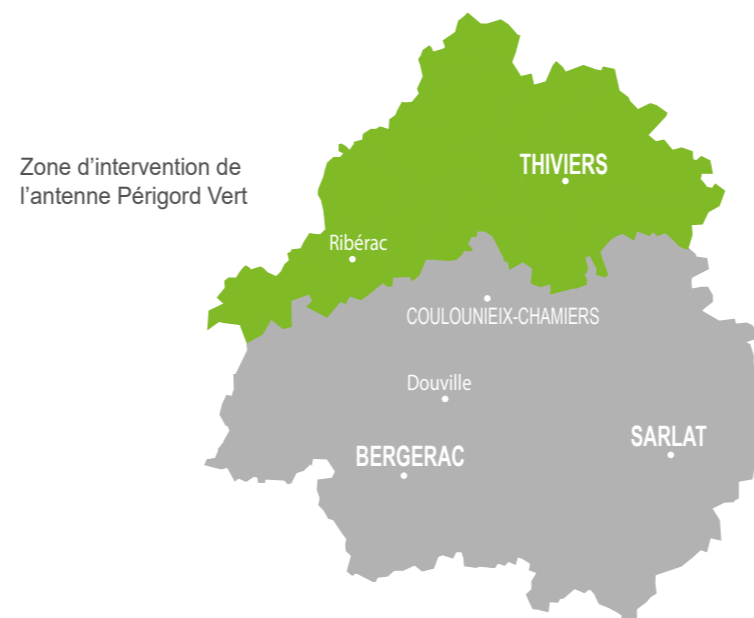 Zone d’intervention de
l’antenne Périgord Vert
THIVIERS
Ribérac
COULOUNIEIX-CHAMIERS
Douville
SARLAT
BERGERAC